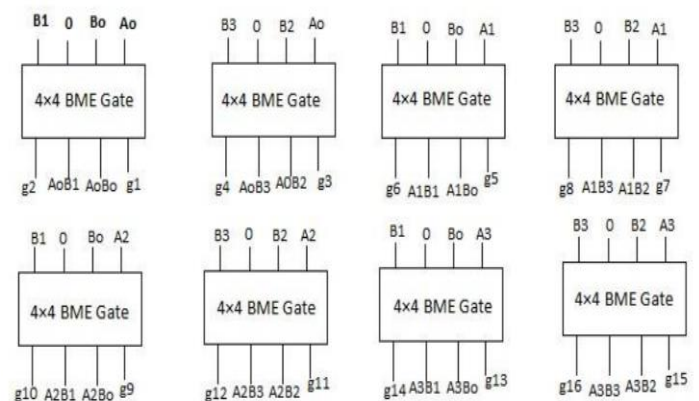 B1 0 Bo Ao
B3 0 B2 Ao
B1 0 Bo A1
B3 0 B2 A1
4×4 BME Gate
4×4 BME Gate
4×4 BME Gate
4×4 BME Gate
g2 AoB1 AoBo g1
g4 AoB3 A0B2 g3
g6 A1B1 A1Bo g5
g8 A1B3 A1B2 g7
B1 0 Bo A2
B3 0 B2 A2
B1 0 Bo A3
B3 0 B2 A3
4×4 BME Gate
4×4 BME Gate
4×4 BME Gate
4×4 BME Gate
g10 A2B1 A2Bo g9
g12 A2B3 A2B2 g11
g14 A3B1 A3Bo g13
g16 A3B3 A3B2 g15